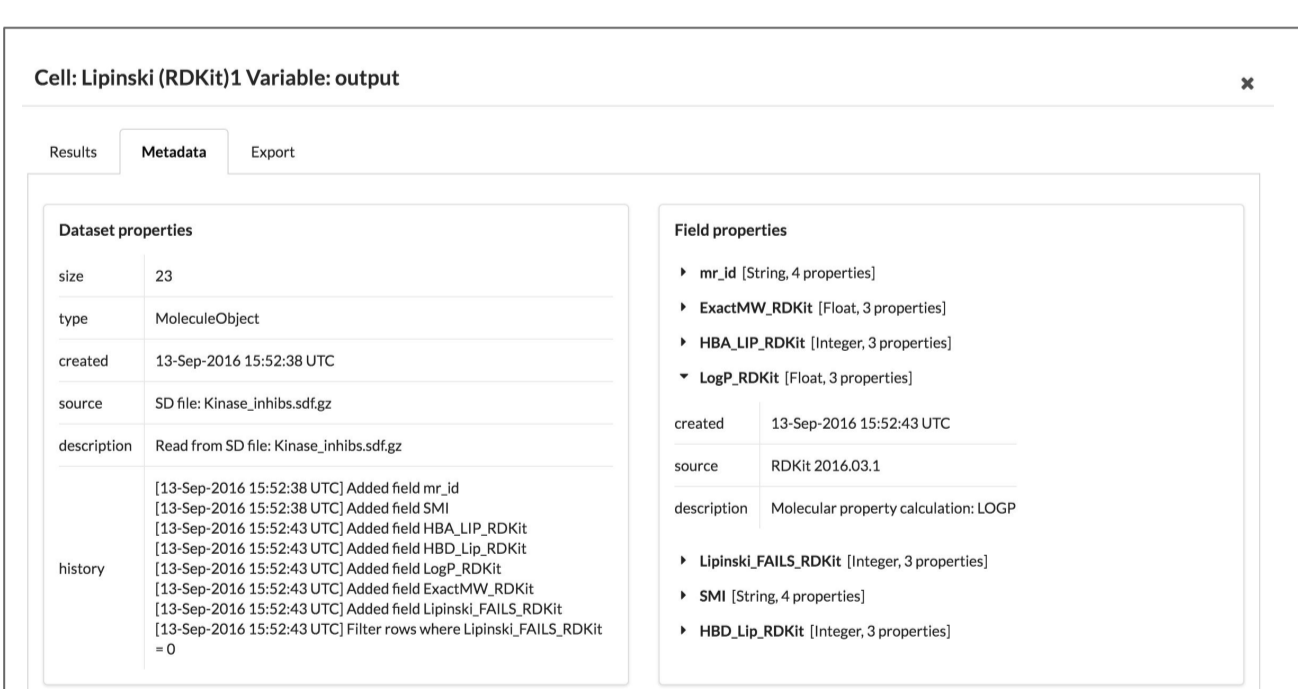 Cell: Lipinski (RDKit)1 Variable: output
Results
Metadata
Export
Dataset properties
size 23
type MoleculeObject
created 13-Sep-2016 15:52:38 UTC
source SD file: Kinase_inhibs.sdf.gz
description Read from SD file: Kinase_inhibs.sdf.gz
history
[13-Sep-2016 15:52:38 UTC] Added field mr_id
[13-Sep-2016 15:52:38 UTC] Added field SMI
[13-Sep-2016 15:52:43 UTC] Added field HBA_LIP_RDKit
[13-Sep-2016 15:52:43 UTC] Added field HBD_Lip_RDKit
[13-Sep-2016 15:52:43 UTC] Added field LogP_RDKit
[13-Sep-2016 15:52:43 UTC] Added field ExactMW_RDKit
[13-Sep-2016 15:52:43 UTC] Added field Lipinski_FAILS_RDKit
[13-Sep-2016 15:52:43 UTC] Filter rows where Lipinski_FAILS_RDKit
= 0
Field properties
mr_id [String, 4 properties]
ExactMW_RDKit [Float, 3 properties]
HBA_LIP_RDKit [Integer, 3 properties]
LogP_RDKit [Float, 3 properties]
created 13-Sep-2016 15:52:43 UTC
source RDKit 2016.03.1
description Molecular property calculation: LOGP
Lipinski_FAILS_RDKit [Integer, 3 properties]
SMI [String, 4 properties]
HBD_Lip_RDKit [Integer, 3 properties]